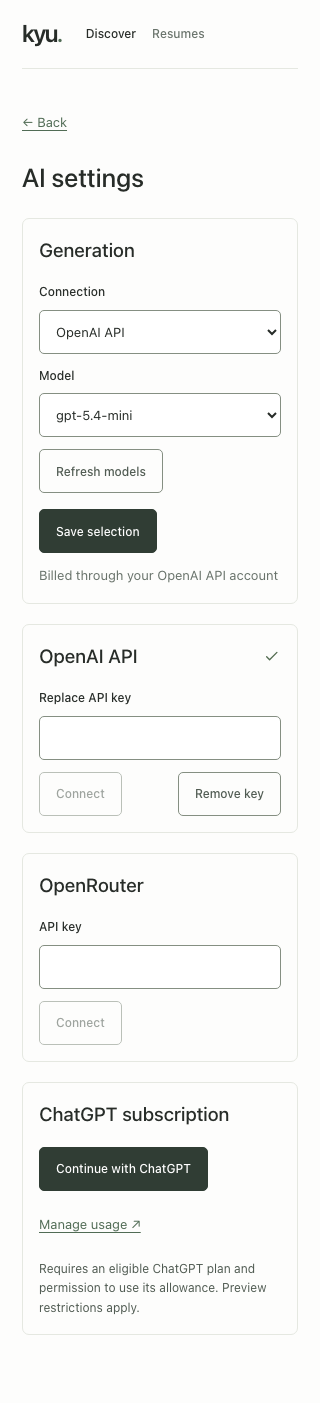 kyu. Discover Resumes
← Back
AI settings
Generation
Connection
OpenAI API
Model
gpt-5.4-mini
Refresh models
Save selection
Billed through your OpenAI API account
OpenAI API ✓
Replace API key
Connect Remove key
OpenRouter
API key
Connect
ChatGPT subscription
Continue with ChatGPT
Manage usage ↗
Requires an eligible ChatGPT plan and
permission to use its allowance. Preview
restrictions apply.